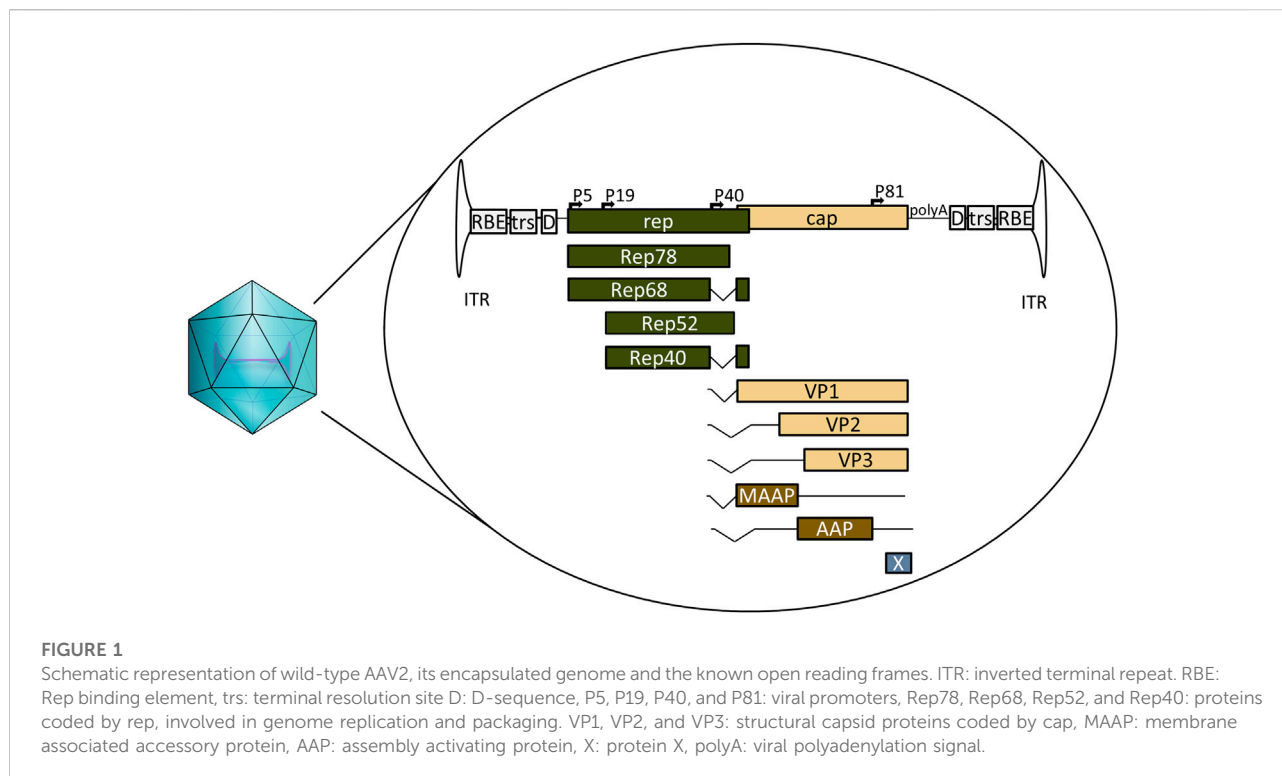 P5 P19 P40 P81
RBE trs D rep cap polyA D trs RBE
ITR ITR
Rep78
Rep68
Rep52
Rep40
VP1
VP2
VP3
MAAP
AAP
X
FIGURE 1
Schematic representation of wild-type AAV2, its encapsulated genome and the known open reading frames. ITR: inverted terminal repeat. RBE:
Rep binding element, trs: terminal resolution site D: D-sequence, P5, P19, P40, and P81: viral promoters, Rep78, Rep68, Rep52, and Rep40: proteins
coded by rep, involved in genome replication and packaging. VP1, VP2, and VP3: structural capsid proteins coded by cap, MAAP: membrane
associated accessory protein, AAP: assembly activating protein, X: protein X, polyA: viral polyadenylation signal.